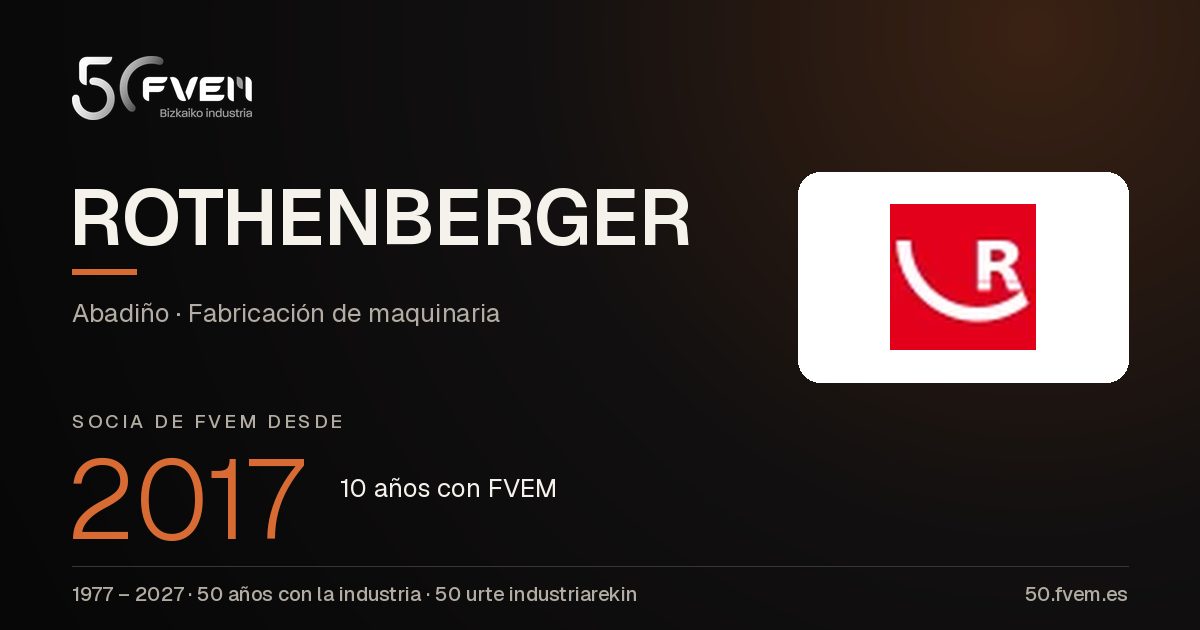 50 FVEM
Bizkaiko industria
ROTHENBERGER
R
Abadiño · Fabricación de maquinaria
SOCIA DE FVEM DESDE
2017
10 años con FVEM
1977 – 2027 · 50 años con la industria · 50 urte industriarekin
50.fvem.es